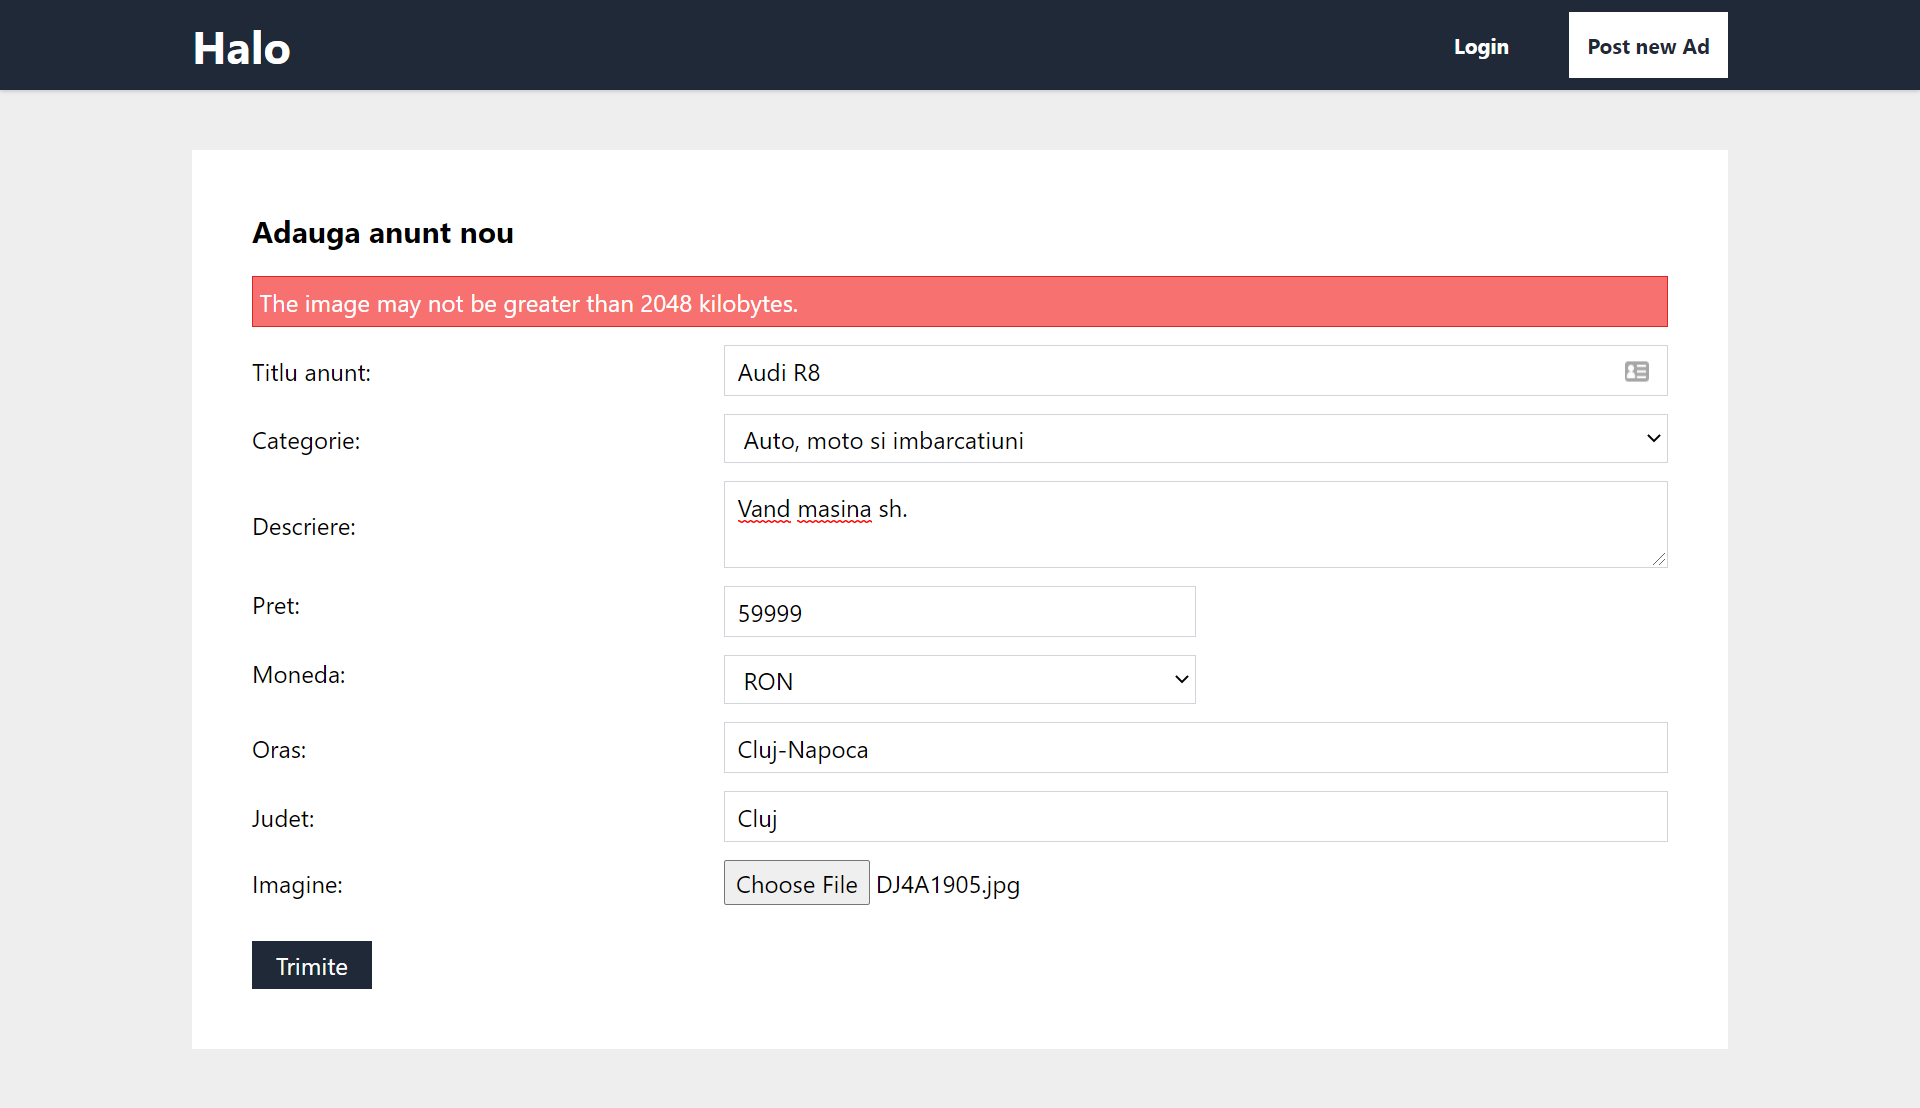 Halo
Login
Post new Ad
Adauga anunt nou
The image may not be greater than 2048 kilobytes.
Titlu anunt:
Audi R8
Categorie:
Auto, moto si imbarcatiuni
Descriere:
Vand masina sh.
Pret:
59999
Moneda:
RON
Oras:
Cluj-Napoca
Judet:
Cluj
Imagine:
Choose File DJ4A1905.jpg
Trimite